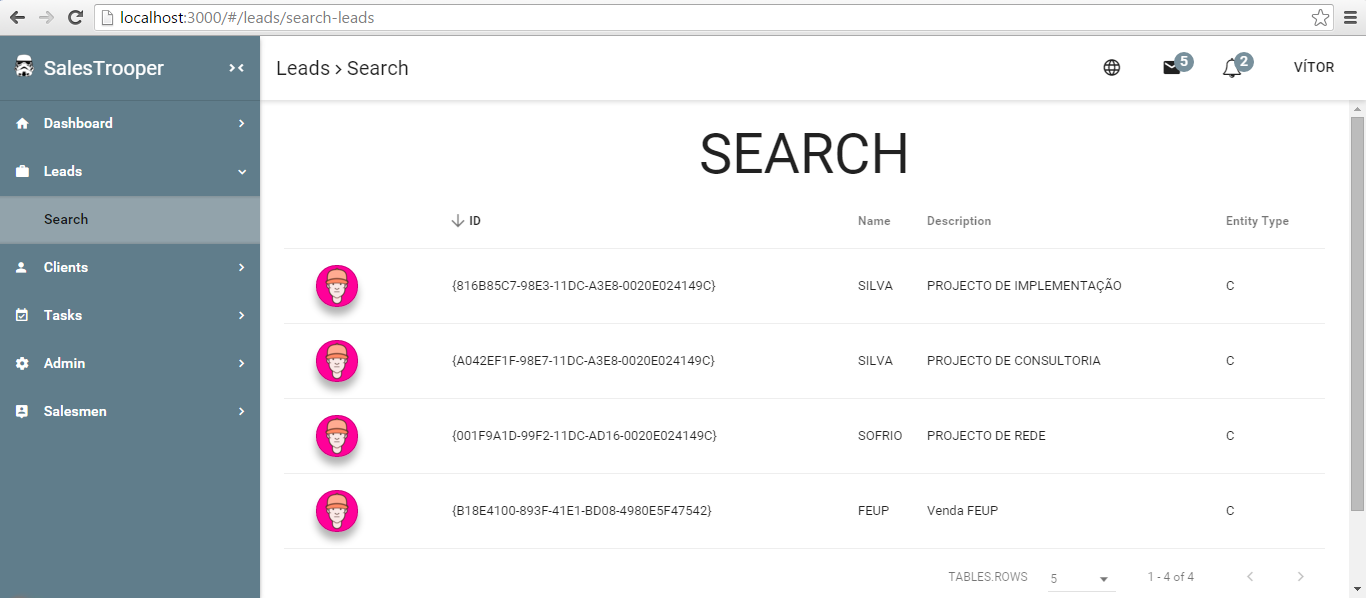 localhost:3000/#/leads/search-leads
SalesTrooper
Leads > Search
5
2
VÍTOR
Dashboard
Leads
Search
Clients
Tasks
Admin
Salesmen
SEARCH
ID Name Description Entity Type
{816B85C7-98E3-11DC-A3E8-0020E024149C} SILVA PROJECTO DE IMPLEMENTAÇÃO C
{A042EF1F-98E7-11DC-A3E8-0020E024149C} SILVA PROJECTO DE CONSULTORIA C
{001F9A1D-99F2-11DC-AD16-0020E024149C} SOFRIO PROJECTO DE REDE C
{B18E4100-893F-41E1-BD08-4980E5F47542} FEUP Venda FEUP C
TABLES.ROWS 5 1 - 4 of 4